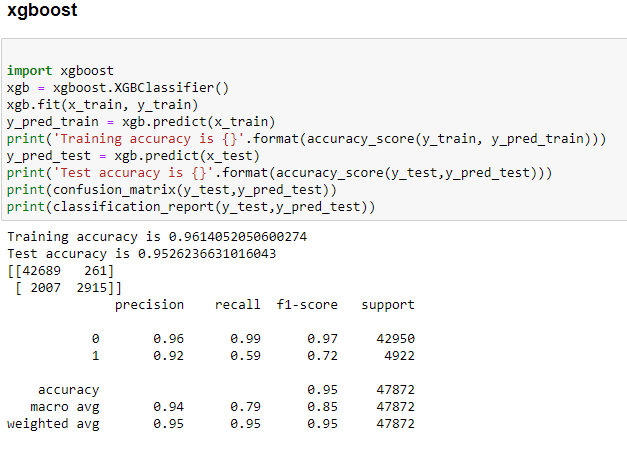 xgboost
import xgboost
xgb = xgboost.XGBClassifier()
xgb.fit(x_train, y_train)
y_pred_train = xgb.predict(x_train)
print('Training accuracy is {}'.format(accuracy_score(y_train, y_pred_train)))
y_pred_test = xgb.predict(x_test)
print('Test accuracy is {}'.format(accuracy_score(y_test,y_pred_test)))
print(confusion_matrix(y_test,y_pred_test))
print(classification_report(y_test,y_pred_test))
Training accuracy is 0.9614052050600274
Test accuracy is 0.9526236631016043
[[42689   261]
 [ 2007  2915]]
              precision    recall  f1-score   support
           0       0.96      0.99      0.97     42950
           1       0.92      0.59      0.72      4922
    accuracy                           0.95     47872
   macro avg       0.94      0.79      0.85     47872
weighted avg       0.95      0.95      0.95     47872